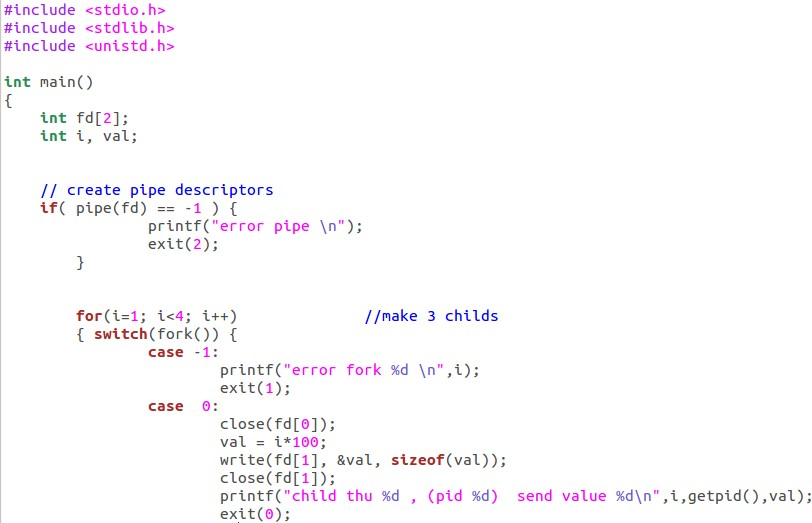 #include <stdio.h>
#include <stdlib.h>
#include <unistd.h>
int main()
{
int fd[2];
int i, val;
// create pipe descriptors
if( pipe(fd) == -1 ) {
printf("error pipe \n");
exit(2);
}
for(i=1; i<4; i++) //make 3 childs
{ switch(fork()) {
case -1:
printf("error fork %d \n",i);
exit(1);
case 0:
close(fd[0]);
val = i*100;
write(fd[1], &val, sizeof(val));
close(fd[1]);
printf("child thu %d , (pid %d)  send value %d\n",i,getpid(),val);
exit(0);